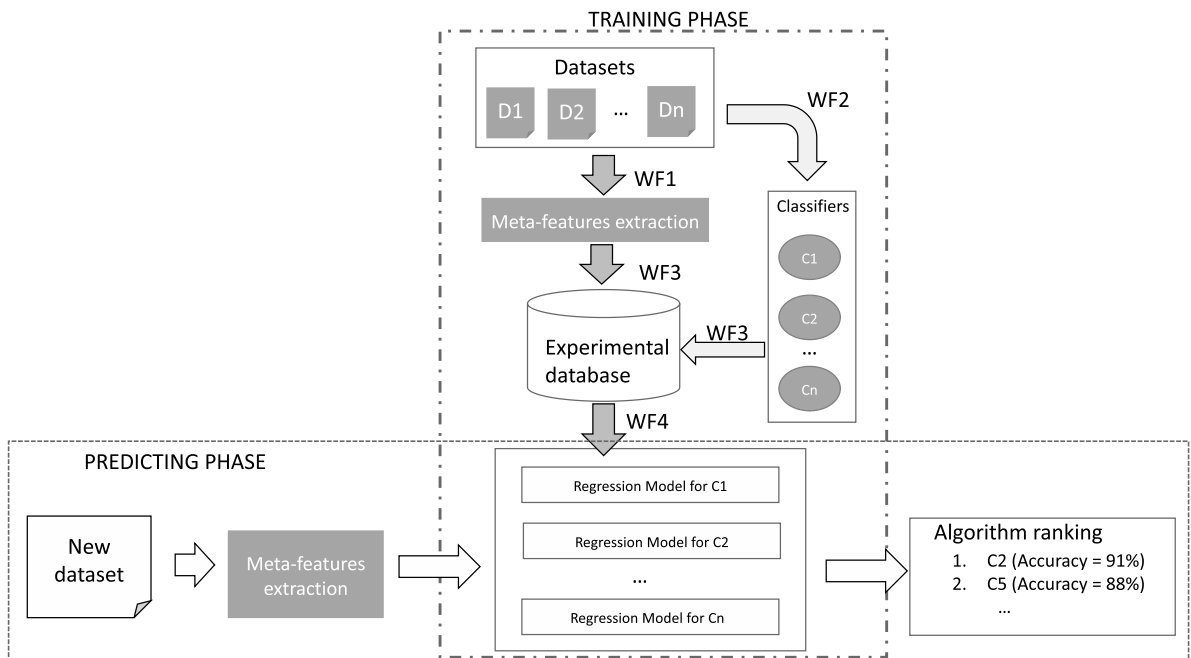 TRAINING PHASE
Datasets
D1 D2 ... Dn
WF2
WF1
Classifiers
Meta-features extraction
C1
WF3
C2
WF3
Experimental
database
...
Cn
WF4
PREDICTING PHASE
Regression Model for C1
New
dataset
Meta-features
extraction
Regression Model for C2
...
Regression Model for Cn
Algorithm ranking
1. C2 (Accuracy = 91%)
2. C5 (Accuracy = 88%)
...